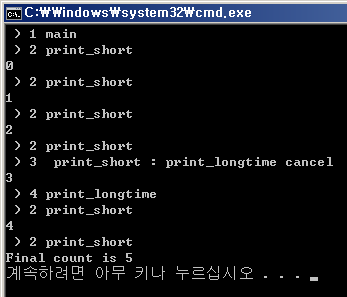 C:\Windows\system32\cmd.exe
> 1 main
> 2 print_short
0
> 2 print_short
1
> 2 print_short
2
> 2 print_short
> 3  print_short : print_longtime cancel
3
> 4 print_longtime
> 2 print_short
4
> 2 print_short
Final count is 5
계속하려면 아무 키나 누르십시오 . . .